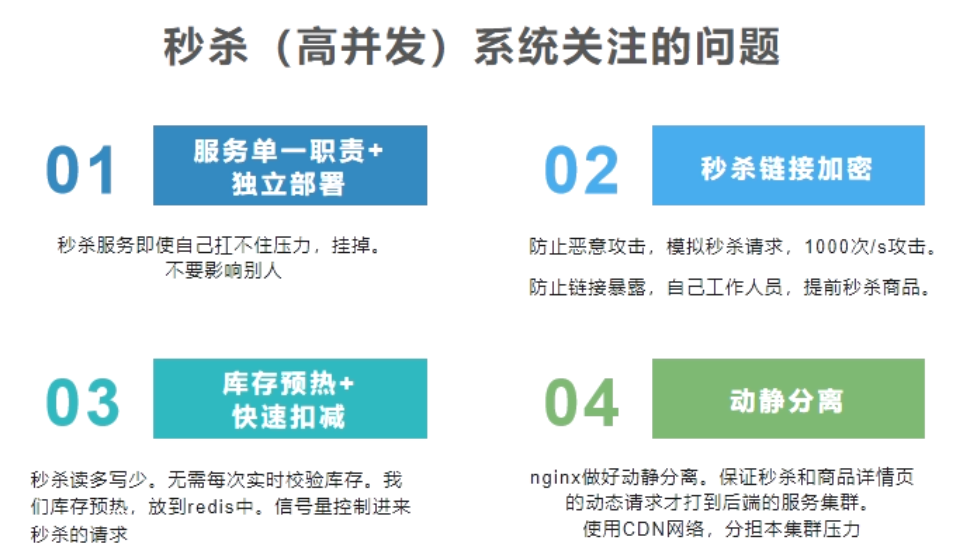 秒杀（高并发）系统关注的问题
01
服务单一职责+
独立部署
秒杀服务即使自己扛不住压力，挂掉。
不要影响别人
02
秒杀链接加密
防止恶意攻击，模拟秒杀请求，1000次/s攻击。
防止链接暴露，自己工作人员，提前秒杀商品。
03
库存预热+
快速扣减
秒杀读多写少。无需每次实时校验库存。我
们库存预热，放到redis中。信号量控制进来
秒杀的请求
04
动静分离
nginx做好动静分离。保证秒杀和商品详情页
的动态请求才打到后端的服务集群。
使用CDN网络，分担本集群压力